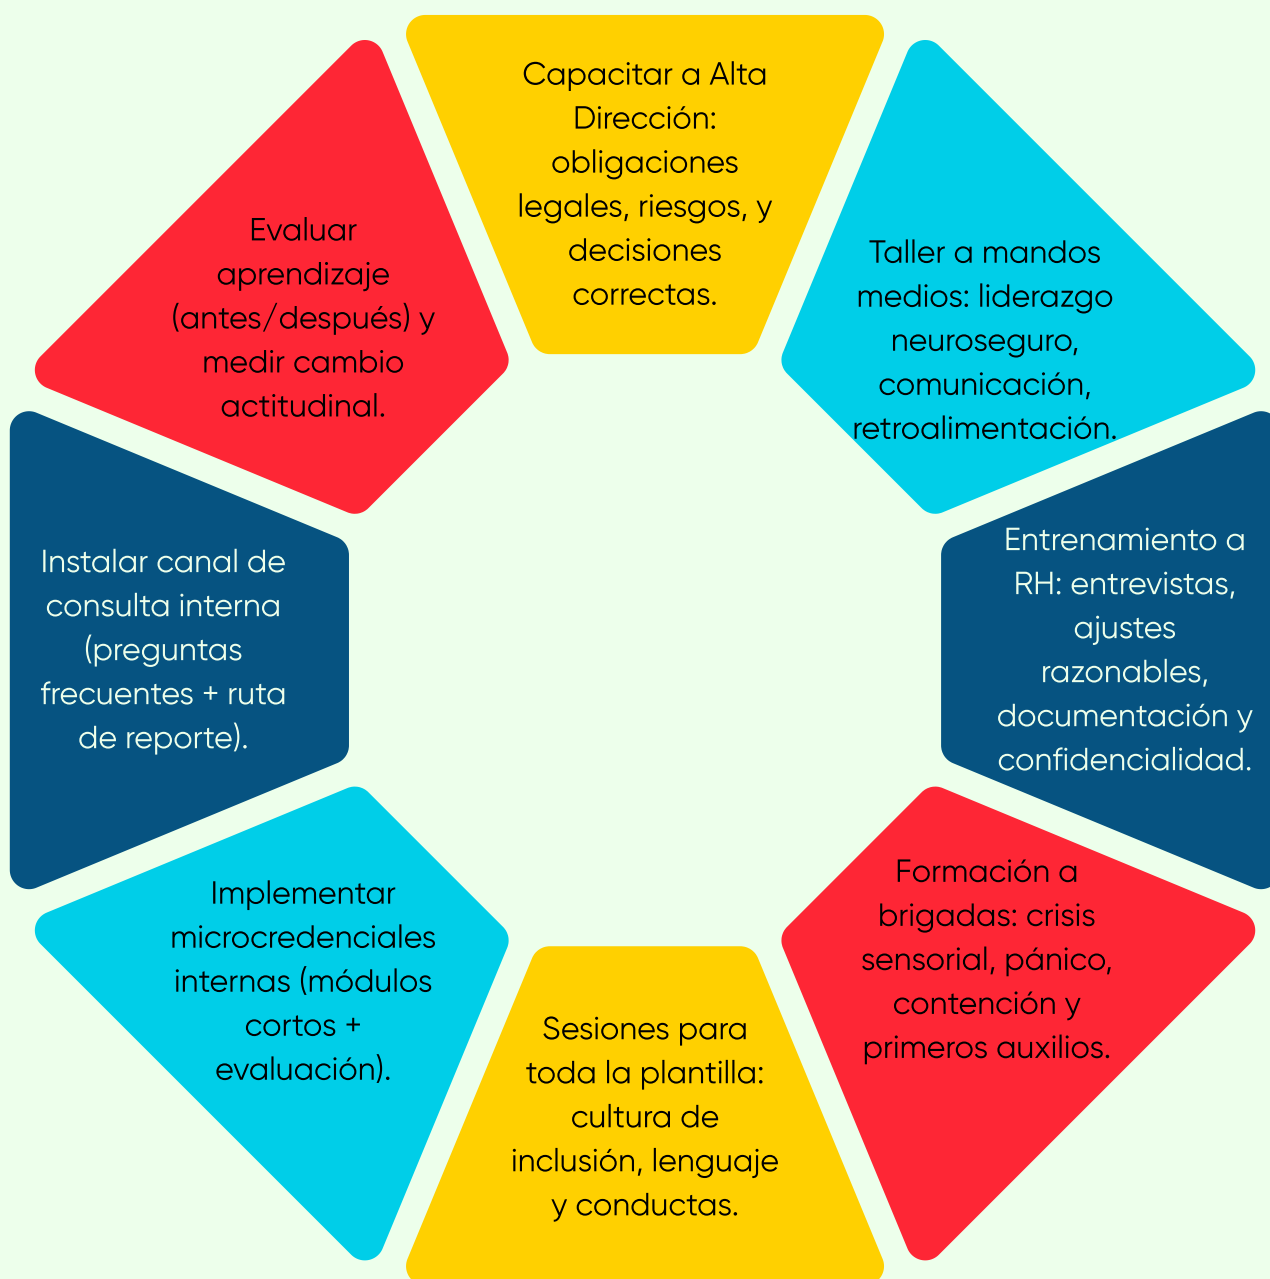 Capacitar a Alta
Dirección:
obligaciones
legales, riesgos, y
decisiones
correctas.
Taller a mandos
medios: liderazgo
neuroseguro,
comunicación,
retroalimentación.
Entrenamiento a
RH: entrevistas,
ajustes
razonables,
documentación y
confidencialidad.
Formación a
brigadas: crisis
sensorial, pánico,
contención y
primeros auxilios.
Sesiones para
toda la plantilla:
cultura de
inclusión, lenguaje
y conductas.
Implementar
microcredenciales
internas (módulos
cortos +
evaluación).
Instalar canal de
consulta interna
(preguntas
frecuentes + ruta
de reporte).
Evaluar
aprendizaje
(antes/después) y
medir cambio
actitudinal.